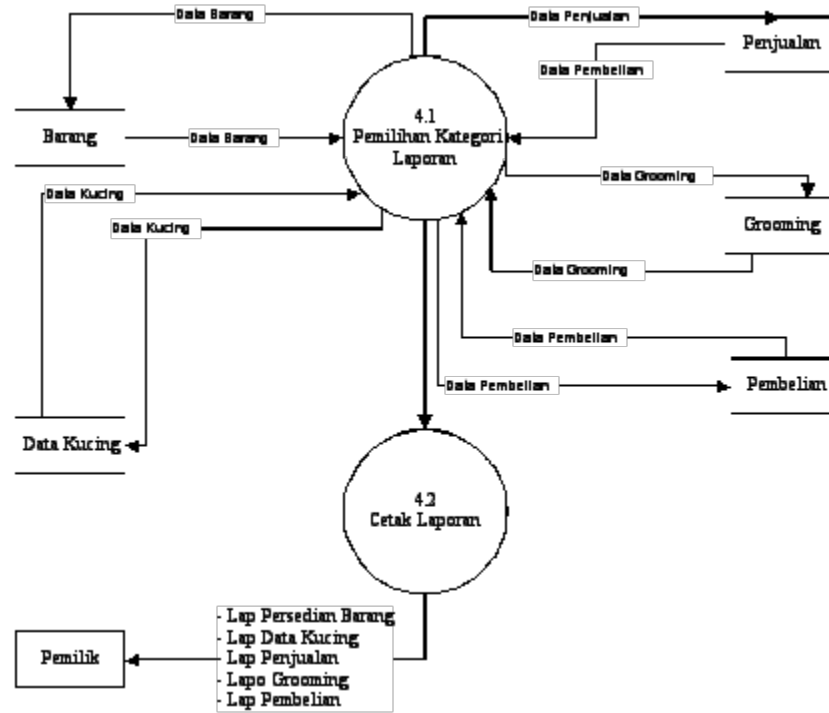 Data Barang
Data Penjualan
Penjualan
Data Pembelian
4.1
Pemilihan Kategori
Laporan
Barang
Data Barang
Data Grooming
Data Kucing
Data Kucing
Grooming
Data Grooming
Data Pembelian
Data Pembelian
Pembelian
Data Kucing
4.2
Cetak Laporan
- Lap Persedian Barang
- Lap Data Kucing
- Lap Penjualan
- Lapo Grooming
- Lap Pembelian
Pemilik